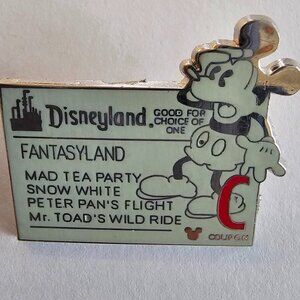 Disneyland.
GOOD FOR
CHOICE OF
ONE
FANTASYLAND
MAD TEA PARTY
SNOW WHITE
PETER PAN'S FLIGHT
Mr. TOAD'S WILD RIDE
C
COUPON